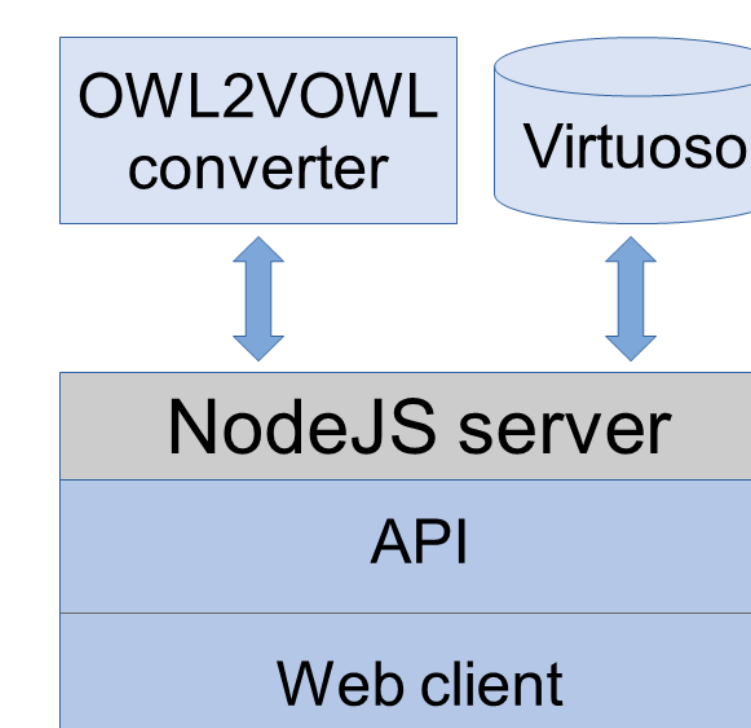 OWL2VOWL
converter
Virtuoso
NodeJS server
API
Web client